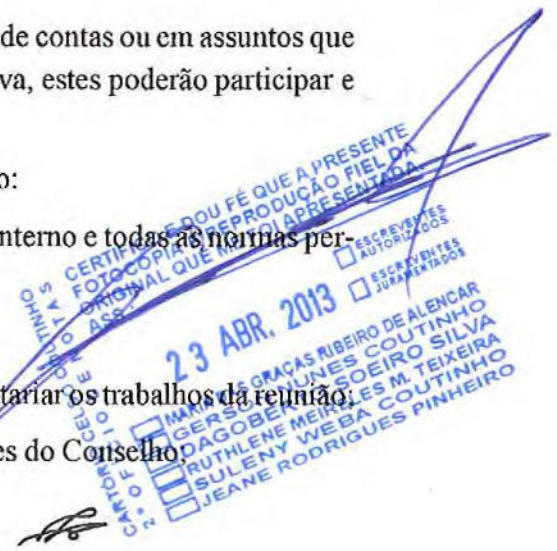 de contas ou em assuntos que
va, estes poderão participar e
o:
nterno e todas as normas per-
tariar os trabalhos da reunião;
es do Conselho;
CARTÓRIO CELSO COUTINHO
2º OFÍCIO DE NOTAS
CERTIFICO E DOU FÉ QUE A PRESENTE
FOTOCÓPIA É REPRODUÇÃO FIEL DA
ORIGINAL QUE ME FOI APRESENTADA.
ASS.
23 ABR. 2013
ESCREVENTES
AUTORIZADOS
ESCREVENTES
JURAMENTADOS
MARIA DAS GRAÇAS RIBEIRO DE ALENCAR
GERSON NUNES COUTINHO
DAGOBERTO SOEIRO SILVA
RUTHLENE MEIRELES M. TEIXEIRA
SULENY WEBA COUTINHO
JEANE RODRIGUES PINHEIRO